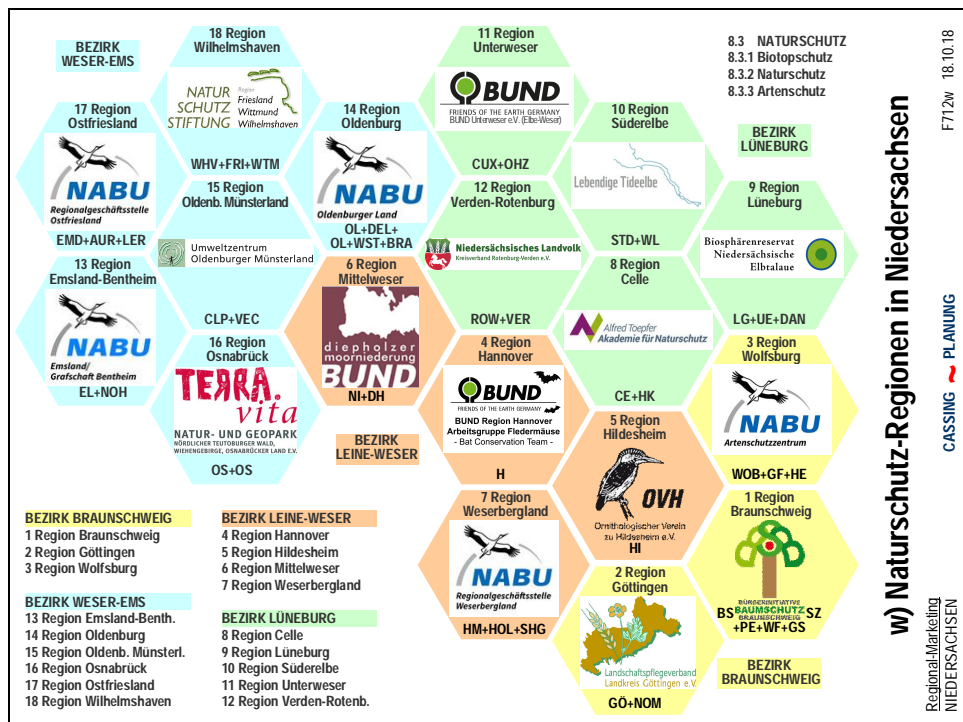 BEZIRK
WESER-EMS
18 Region
Wilhelmshaven
NATUR
SCHUTZ
STIFTUNG
Region
Friesland
Wittmund
Wilhelmshaven
WHV+FRI+WTM
11 Region
Unterweser
BUND
FRIENDS OF THE EARTH GERMANY
BUND Unterweser e.V. (Elbe-Weser)
CUX+OHZ
8.3 NATURSCHUTZ
8.3.1 Biotopschutz
8.3.2 Naturschutz
8.3.3 Artenschutz
17 Region
Ostfriesland
NABU
Regionalgeschäftsstelle
Ostfriesland
EMD+AUR+LER
14 Region
Oldenburg
NABU
Oldenburger Land
OL+DEL+
OL+WST+BRA
10 Region
Süderelbe
Lebendige Tideelbe
STD+WL
BEZIRK
LÜNEBURG
15 Region
Oldenb. Münsterland
Umweltzentrum
Oldenburger Münsterland
CLP+VEC
12 Region
Verden-Rotenburg
Niedersächsisches Landvolk
Kreisverband Rotenburg-Verden e.V.
ROW+VER
9 Region
Lüneburg
Biosphärenreservat
Niedersächsische
Elbtalaue
LG+UE+DAN
13 Region
Emsland-Bentheim
NABU
Emsland/
Grafschaft Bentheim
EL+NOH
6 Region
Mittelweser
diepholzer
moorniederung
BUND
NI+DH
8 Region
Celle
Alfred Toepfer
Akademie für Naturschutz
CE+HK
16 Region
Osnabrück
TERRA.
vita
NATUR- UND GEOPARK
NÖRDLICHER TEUTOBURGER WALD,
WIEHENGEBIRGE, OSNABRÜCKER LAND E.V.
OS+OS
BEZIRK
LEINE-WESER
4 Region
Hannover
BUND
FRIENDS OF THE EARTH GERMANY
BUND Region Hannover
Arbeitsgruppe Fledermäuse
- Bat Conservation Team -
H
3 Region
Wolfsburg
NABU
Artenschutzzentrum
WOB+GF+HE
5 Region
Hildesheim
OVH
Ornithologischer Verein
zu Hildesheim e.V.
HI
7 Region
Weserbergland
NABU
Regionalgeschäftsstelle
Weserbergland
HM+HOL+SHG
1 Region
Braunschweig
BÜRGERINITIATIVE
BAUMSCHUTZ
BRAUNSCHWEIG
BS SZ
+PE+WF+GS
2 Region
Göttingen
Landschaftspflegeverband
Landkreis Göttingen e.V.
GÖ+NOM
BEZIRK
BRAUNSCHWEIG
BEZIRK BRAUNSCHWEIG
1 Region Braunschweig
2 Region Göttingen
3 Region Wolfsburg
BEZIRK WESER-EMS
13 Region Emsland-Benth.
14 Region Oldenburg
15 Region Oldenb. Münsterl.
16 Region Osnabrück
17 Region Ostfriesland
18 Region Wilhelmshaven
BEZIRK LEINE-WESER
4 Region Hannover
5 Region Hildesheim
6 Region Mittelweser
7 Region Weserbergland
BEZIRK LÜNEBURG
8 Region Celle
9 Region Lüneburg
10 Region Süderelbe
11 Region Unterweser
12 Region Verden-Rotenb.
w) Naturschutz-Regionen in Niedersachsen
Regional-Marketing
NIEDERSACHSEN
CASSING ~ PLANUNG
F712w 18.10.18